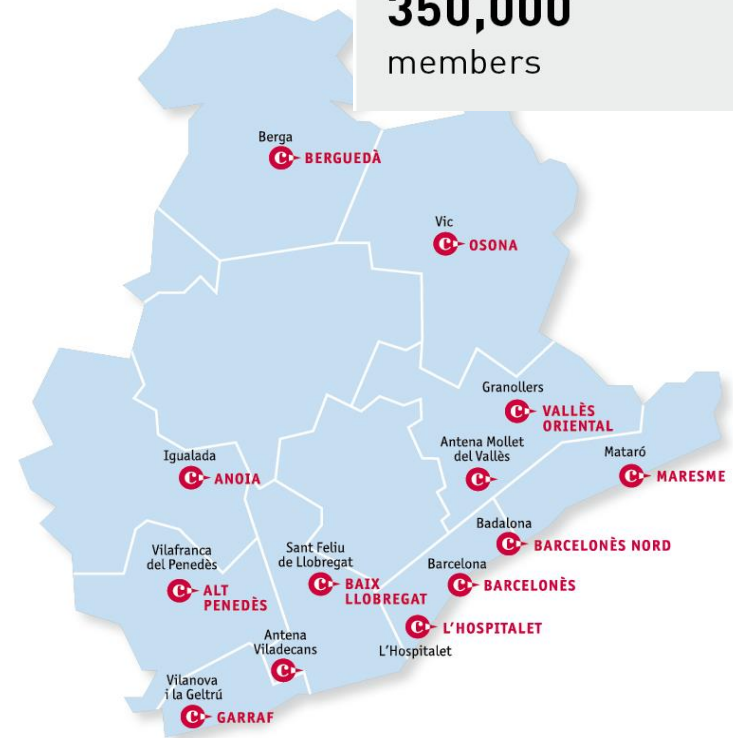 350,000
members
Berga
BERGUEDÀ
Vic
OSONA
Granollers
VALLÈS
ORIENTAL
Antena Mollet
del Vallès
Mataró
MARESME
Igualada
ANOIA
Badalona
BARCELONÈS NORD
Vilafranca
del Penedès
ALT
PENEDÈS
Sant Feliu
de Llobregat
BAIX
LLOBREGAT
Barcelona
BARCELONÈS
L'HOSPITALET
L'Hospitalet
Antena
Viladecans
Vilanova
i la Geltrú
GARRAF